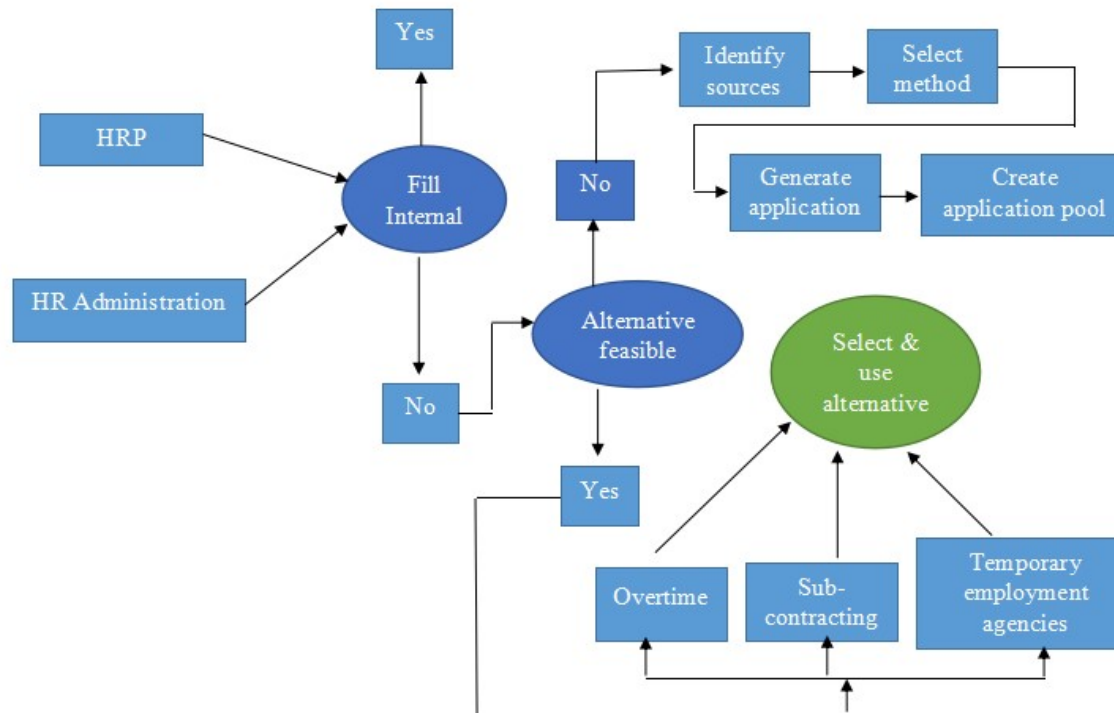 Yes
HRP
Fill
Internal
HR Administration
No
Identify
sources
Select
method
No
Generate
application
Create
application pool
Alternative
feasible
Yes
Select &
use
alternative
Overtime
Sub-
contracting
Temporary
employment
agencies